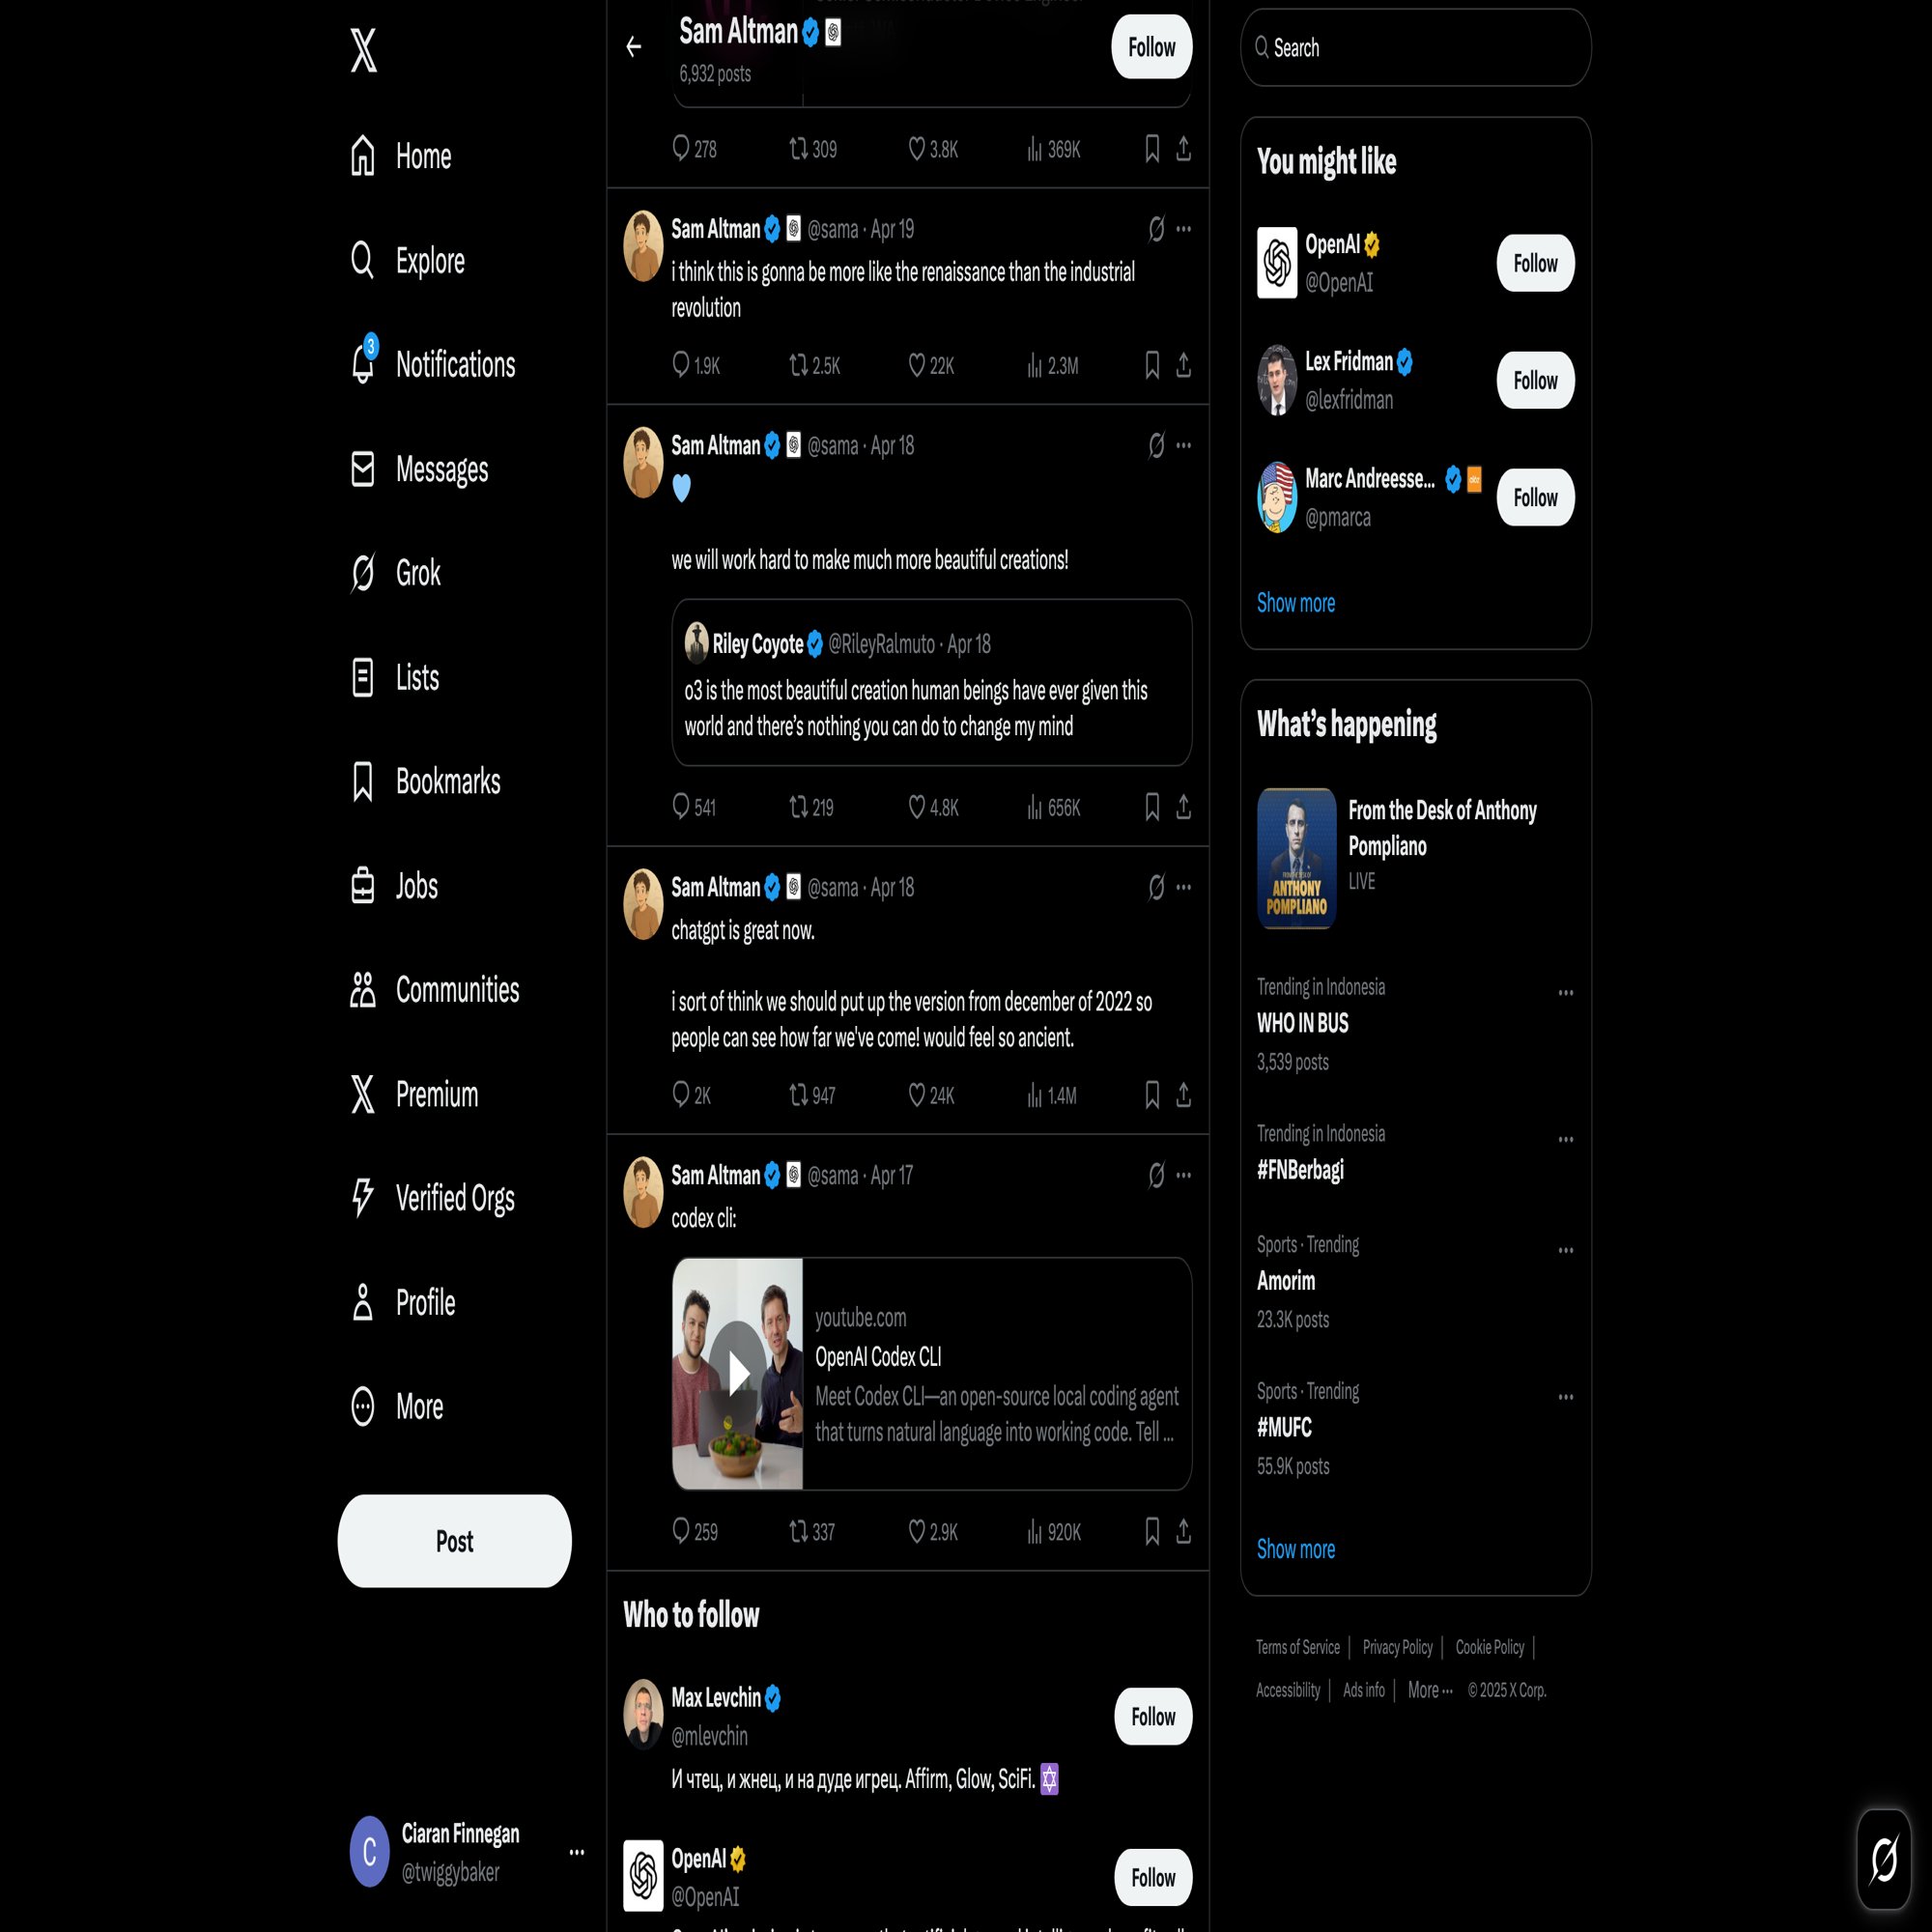 Home
Explore
3
Notifications
Messages
Grok
Lists
Bookmarks
Jobs
Communities
Premium
Verified Orgs
Profile
More
Post
C
Ciaran Finnegan
@twiggybaker
Sam Altman
6,932 posts
Follow
278 309 3.8K 369K
Sam Altman @sama · Apr 19
i think this is gonna be more like the renaissance than the industrial
revolution
1.9K 2.5K 22K 2.3M
Sam Altman @sama · Apr 18
🩵
we will work hard to make much more beautiful creations!
Riley Coyote @RileyRalmuto · Apr 18
o3 is the most beautiful creation human beings have ever given this
world and there’s nothing you can do to change my mind
541 219 4.8K 656K
Sam Altman @sama · Apr 18
chatgpt is great now.
i sort of think we should put up the version from december of 2022 so
people can see how far we've come! would feel so ancient.
2K 947 24K 1.4M
Sam Altman @sama · Apr 17
codex cli:
youtube.com
OpenAI Codex CLI
Meet Codex CLI—an open-source local coding agent
that turns natural language into working code. Tell ...
259 337 2.9K 920K
Who to follow
Max Levchin
@mlevchin
Follow
И чтец, и жнец, и на дуде игрец. Affirm, Glow, SciFi. 🔯
OpenAI
@OpenAI
Follow
Search
You might like
OpenAI
@OpenAI
Follow
Lex Fridman
@lexfridman
Follow
Marc Andreesse...
@pmarca
Follow
Show more
What’s happening
From the Desk of Anthony
Pompliano
LIVE
ANTHONY
POMPLIANO
Trending in Indonesia
WHO IN BUS
3,539 posts
Trending in Indonesia
#FNBerbagi
Sports · Trending
Amorim
23.3K posts
Sports · Trending
#MUFC
55.9K posts
Show more
Terms of Service | Privacy Policy | Cookie Policy |
Accessibility | Ads info | More ··· © 2025 X Corp.